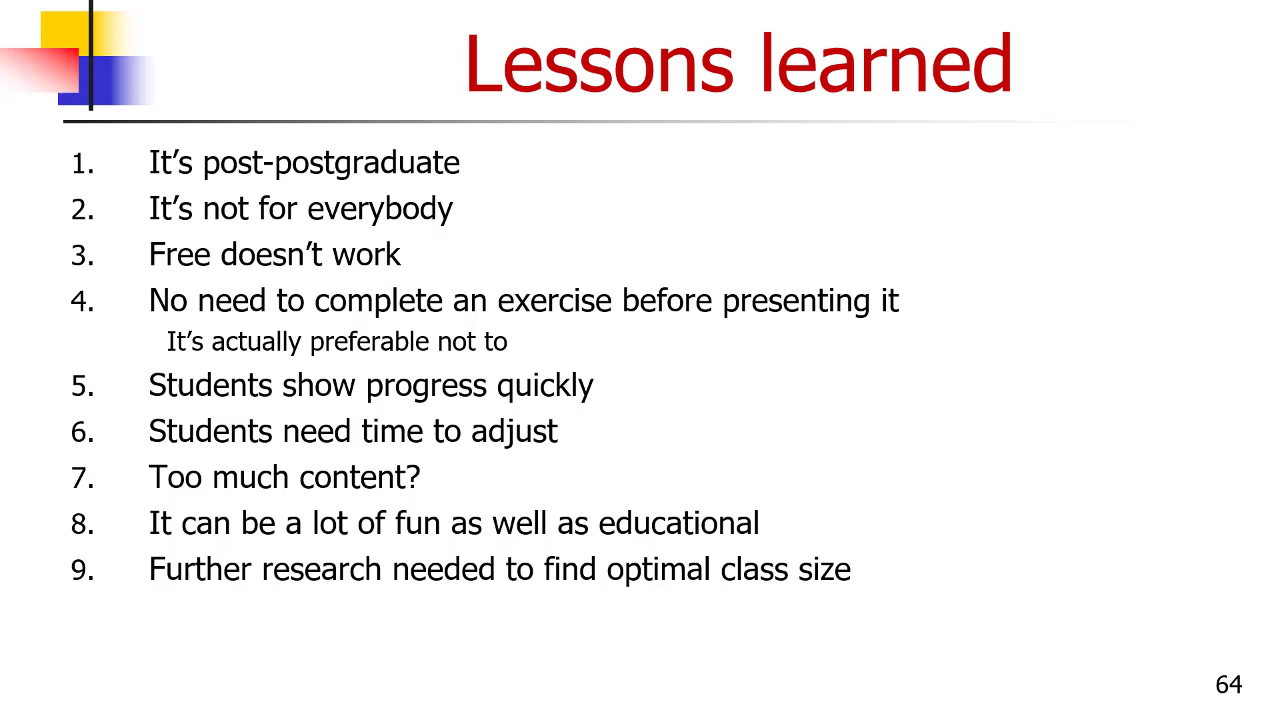 Lessons learned
1. It’s post-postgraduate
2. It’s not for everybody
3. Free doesn’t work
4. No need to complete an exercise before presenting it
It’s actually preferable not to
5. Students show progress quickly
6. Students need time to adjust
7. Too much content?
8. It can be a lot of fun as well as educational
9. Further research needed to find optimal class size
64